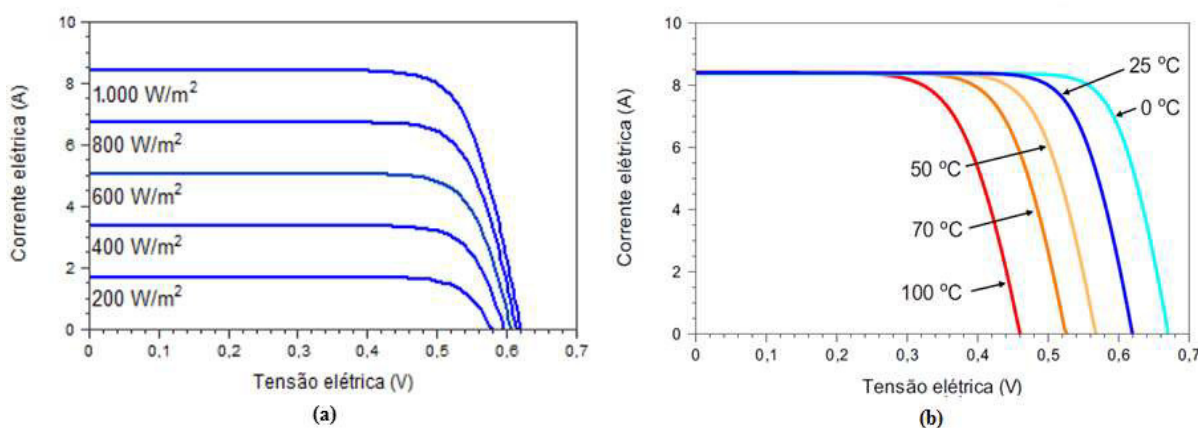 Corrente elétrica (A)
10
8
6
4
2
0
1.000 W/m²
800 W/m²
600 W/m²
400 W/m²
200 W/m²
0 0,1 0,2 0,3 0,4 0,5 0,6 0,7
Tensão elétrica (V)
(a)
Corrente elétrica (A)
10
8
6
4
2
0
25 ºC
0 ºC
50 ºC
70 ºC
100 ºC
0 0,1 0,2 0,3 0,4 0,5 0,6 0,7
Tensão elétrica (V)
(b)